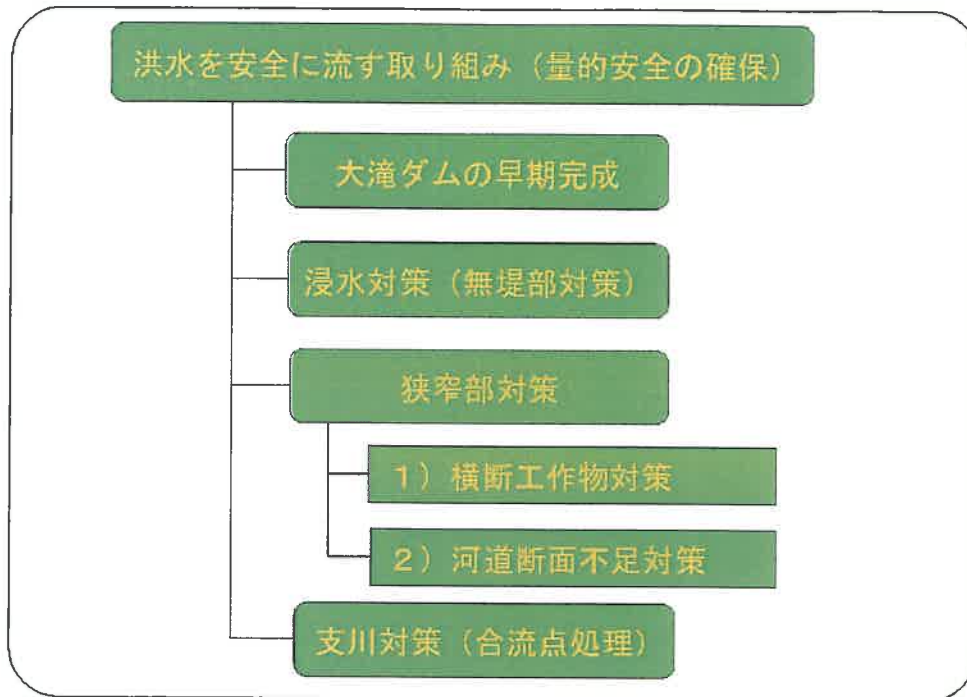 洪水を安全に流す取り組み（量的安全の確保）
大滝ダムの早期完成
浸水対策（無堤部対策）
狭窄部対策
１）横断工作物対策
２）河道断面不足対策
支川対策（合流点処理）